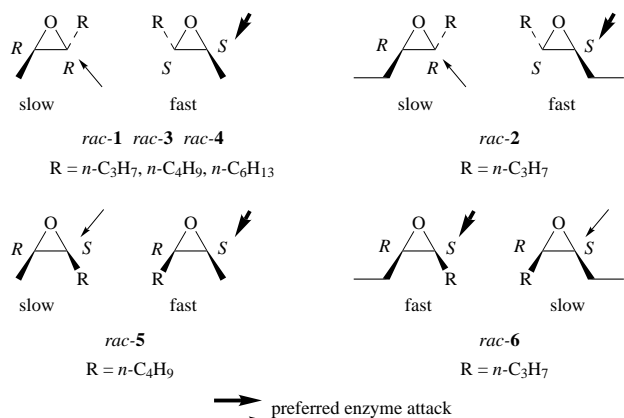 O R O R O R O R
R R S S R R S S
slow fast slow fast
rac-1 rac-3 rac-4 rac-2
R = n-C₃H₇, n-C₄H₉, n-C₆H₁₃ R = n-C₃H₇
O O O O
R S R S R S R S
R R R R
slow fast fast slow
rac-5 rac-6
R = n-C₄H₉ R = n-C₃H₇
preferred enzyme attack